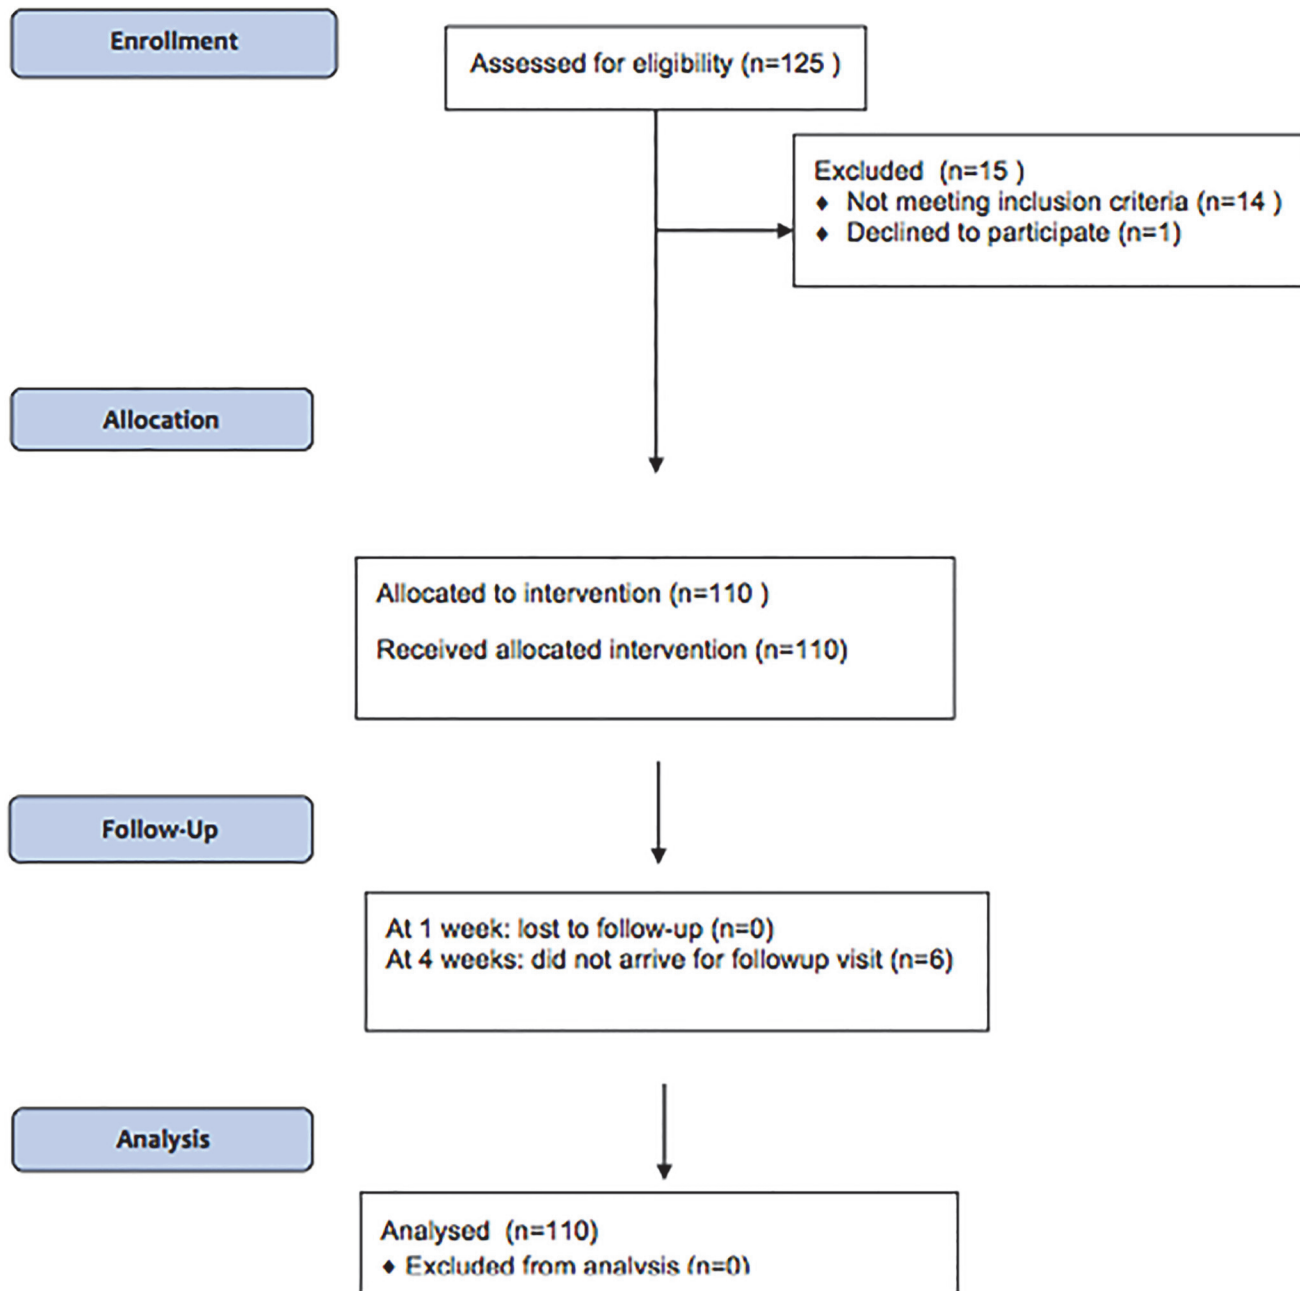 Enrollment
Assessed for eligibility (n=125 )
Excluded  (n=15 )
♦ Not meeting inclusion criteria (n=14 )
♦ Declined to participate (n=1)
Allocation
Allocated to intervention (n=110 )
Received allocated intervention (n=110)
Follow-Up
At 1 week: lost to follow-up (n=0)
At 4 weeks: did not arrive for followup visit (n=6)
Analysis
Analysed  (n=110)
♦ Excluded from analysis (n=0)